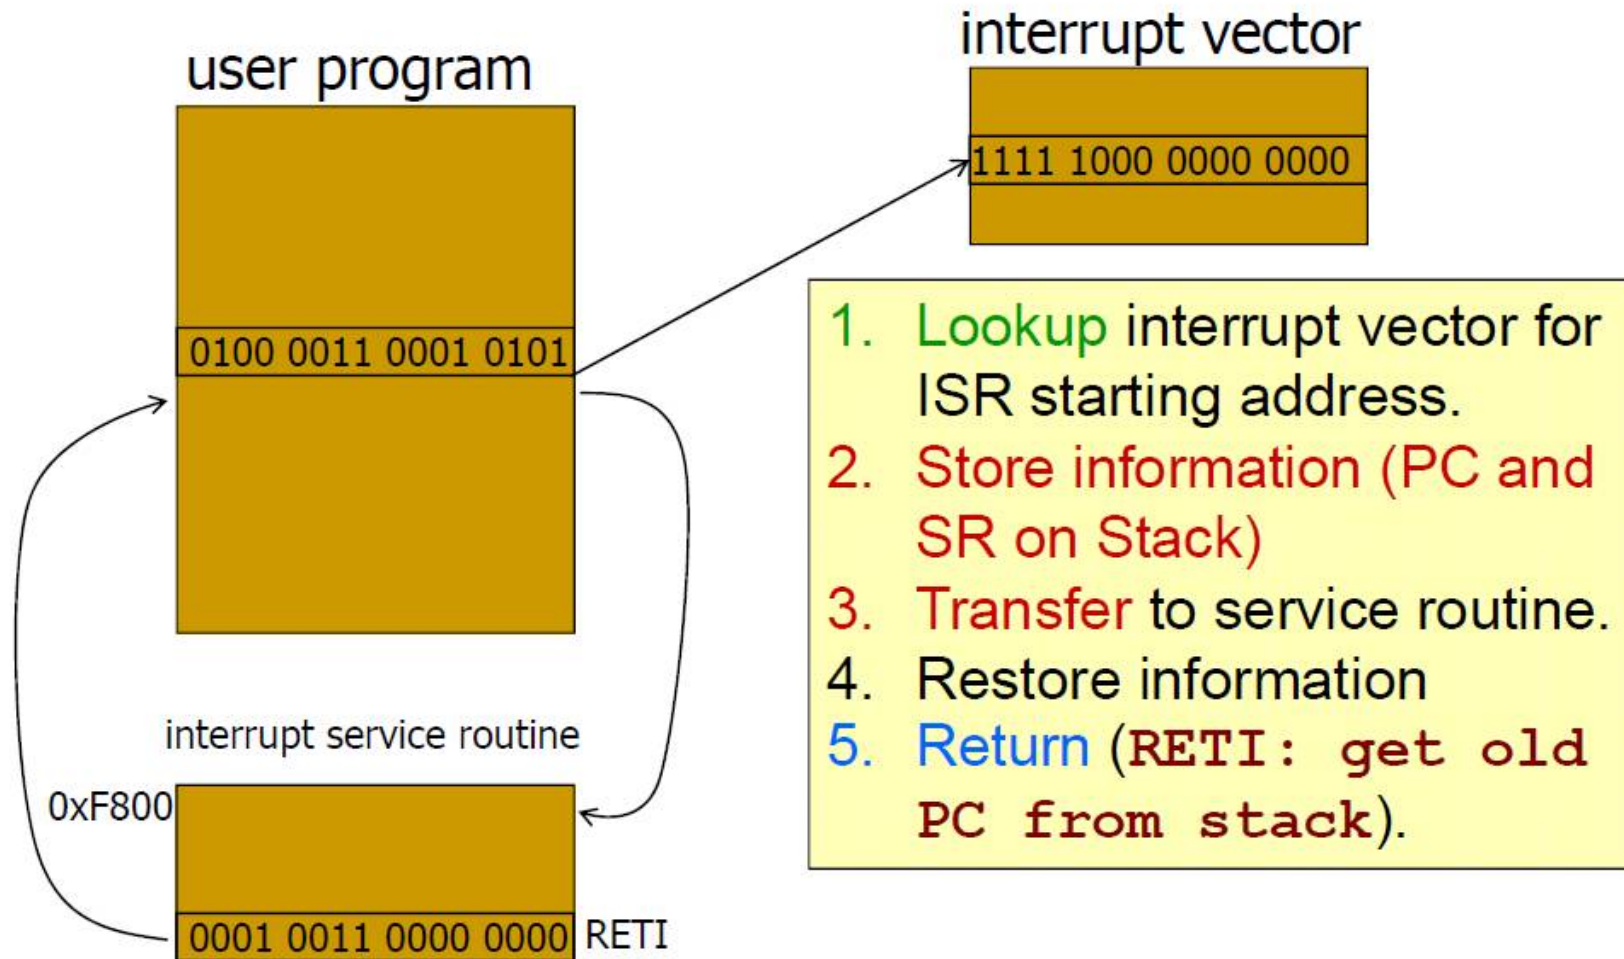 user program
0100 0011 0001 0101
interrupt vector
1111 1000 0000 0000
1. Lookup interrupt vector for
ISR starting address.
2. Store information (PC and
SR on Stack)
3. Transfer to service routine.
4. Restore information
5. Return (RETI: get old
PC from stack).
interrupt service routine
0xF800
0001 0011 0000 0000 RETI